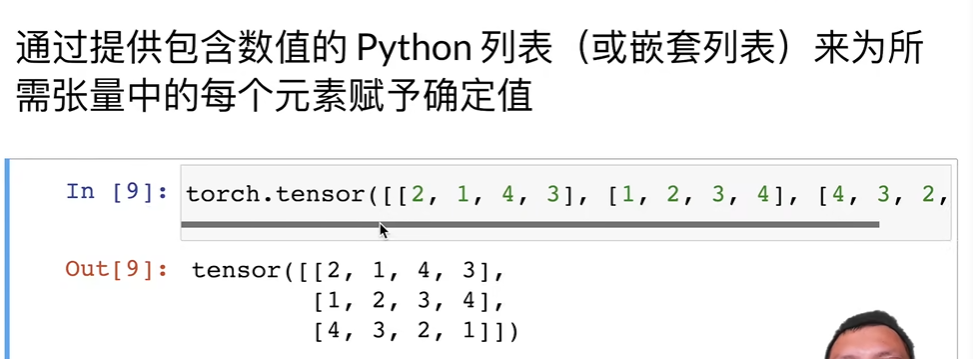 通过提供包含数值的 Python 列表（或嵌套列表）来为所
需张量中的每个元素赋予确定值
In [9]: torch.tensor([[2, 1, 4, 3], [1, 2, 3, 4], [4, 3, 2,
Out[9]: tensor([[2, 1, 4, 3],
[1, 2, 3, 4],
[4, 3, 2, 1]])